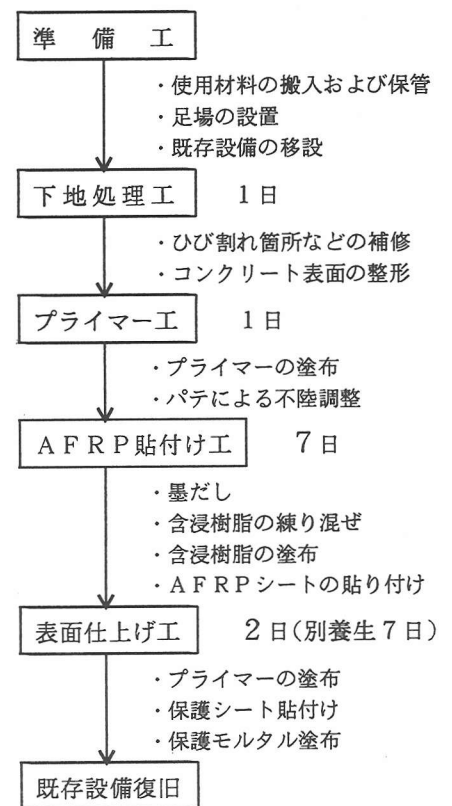 準備工
・使用材料の搬入および保管
・足場の設置
・既存設備の移設
下地処理工 1日
・ひび割れ箇所などの補修
・コンクリート表面の整形
プライマー工 1日
・プライマーの塗布
・パテによる不陸調整
AFRP貼付け工 7日
・墨だし
・含浸樹脂の練り混ぜ
・含浸樹脂の塗布
・AFRPシートの貼り付け
表面仕上げ工 2日(別養生7日)
・プライマーの塗布
・保護シート貼付け
・保護モルタル塗布
既存設備復旧